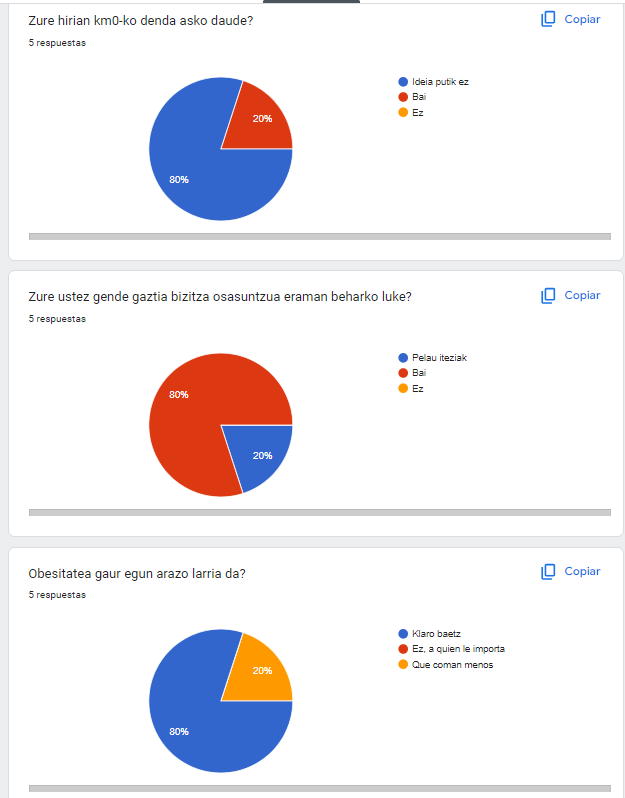 Zure hirian km0-ko denda asko daude?
Copiar
5 respuestas
Ideia putik ez
Bai
Ez
20%
80%
Zure ustez gende gaztia bizitza osasuntzua eraman beharko luke?
Copiar
5 respuestas
Pelau iteziak
Bai
Ez
80%
20%
Obesitatea gaur egun arazo larria da?
Copiar
5 respuestas
Klaro baetz
Ez, a quien le importa
Que coman menos
20%
80%